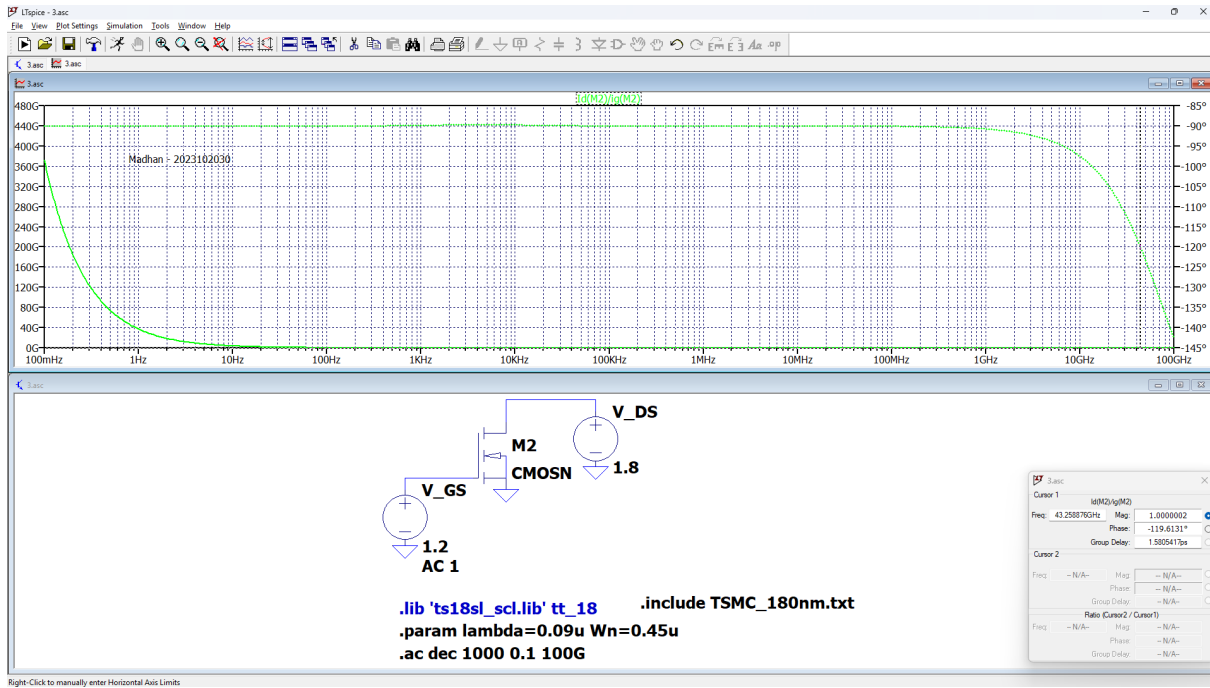 LTspice - 3.asc
File View Plot Settings Simulation Tools Window Help
3.asc 3.asc
3.asc
Id(M2)/ig(M2)
480G
440G
400G
360G
320G
280G
240G
200G
160G
120G
80G
40G
0G
-85°
-90°
-95°
-100°
-105°
-110°
-115°
-120°
-125°
-130°
-135°
-140°
-145°
Madhan - 2023102030
100mHz 1Hz 10Hz 100Hz 1KHz 10KHz 100KHz 1MHz 10MHz 100MHz 1GHz 10GHz 100GHz
3.asc
V_DS
M2
CMOSN
1.8
V_GS
1.2
AC 1
.lib 'ts18sl_scl.lib' tt_18
.include TSMC_180nm.txt
.param lambda=0.09u Wn=0.45u
.ac dec 1000 0.1 100G
3.asc
Cursor 1
Id(M2)/ig(M2)
Freq: 43.258876GHz Mag: 1.0000002
Phase: -119.6131°
Group Delay: 1.5805417ps
Cursor 2
Freq: -- N/A-- Mag: -- N/A--
Phase: -- N/A--
Group Delay: -- N/A--
Ratio (Cursor2 / Cursor1)
Freq: -- N/A-- Mag: -- N/A--
Phase: -- N/A--
Group Delay: -- N/A--
Right-Click to manually enter Horizontal Axis Limits